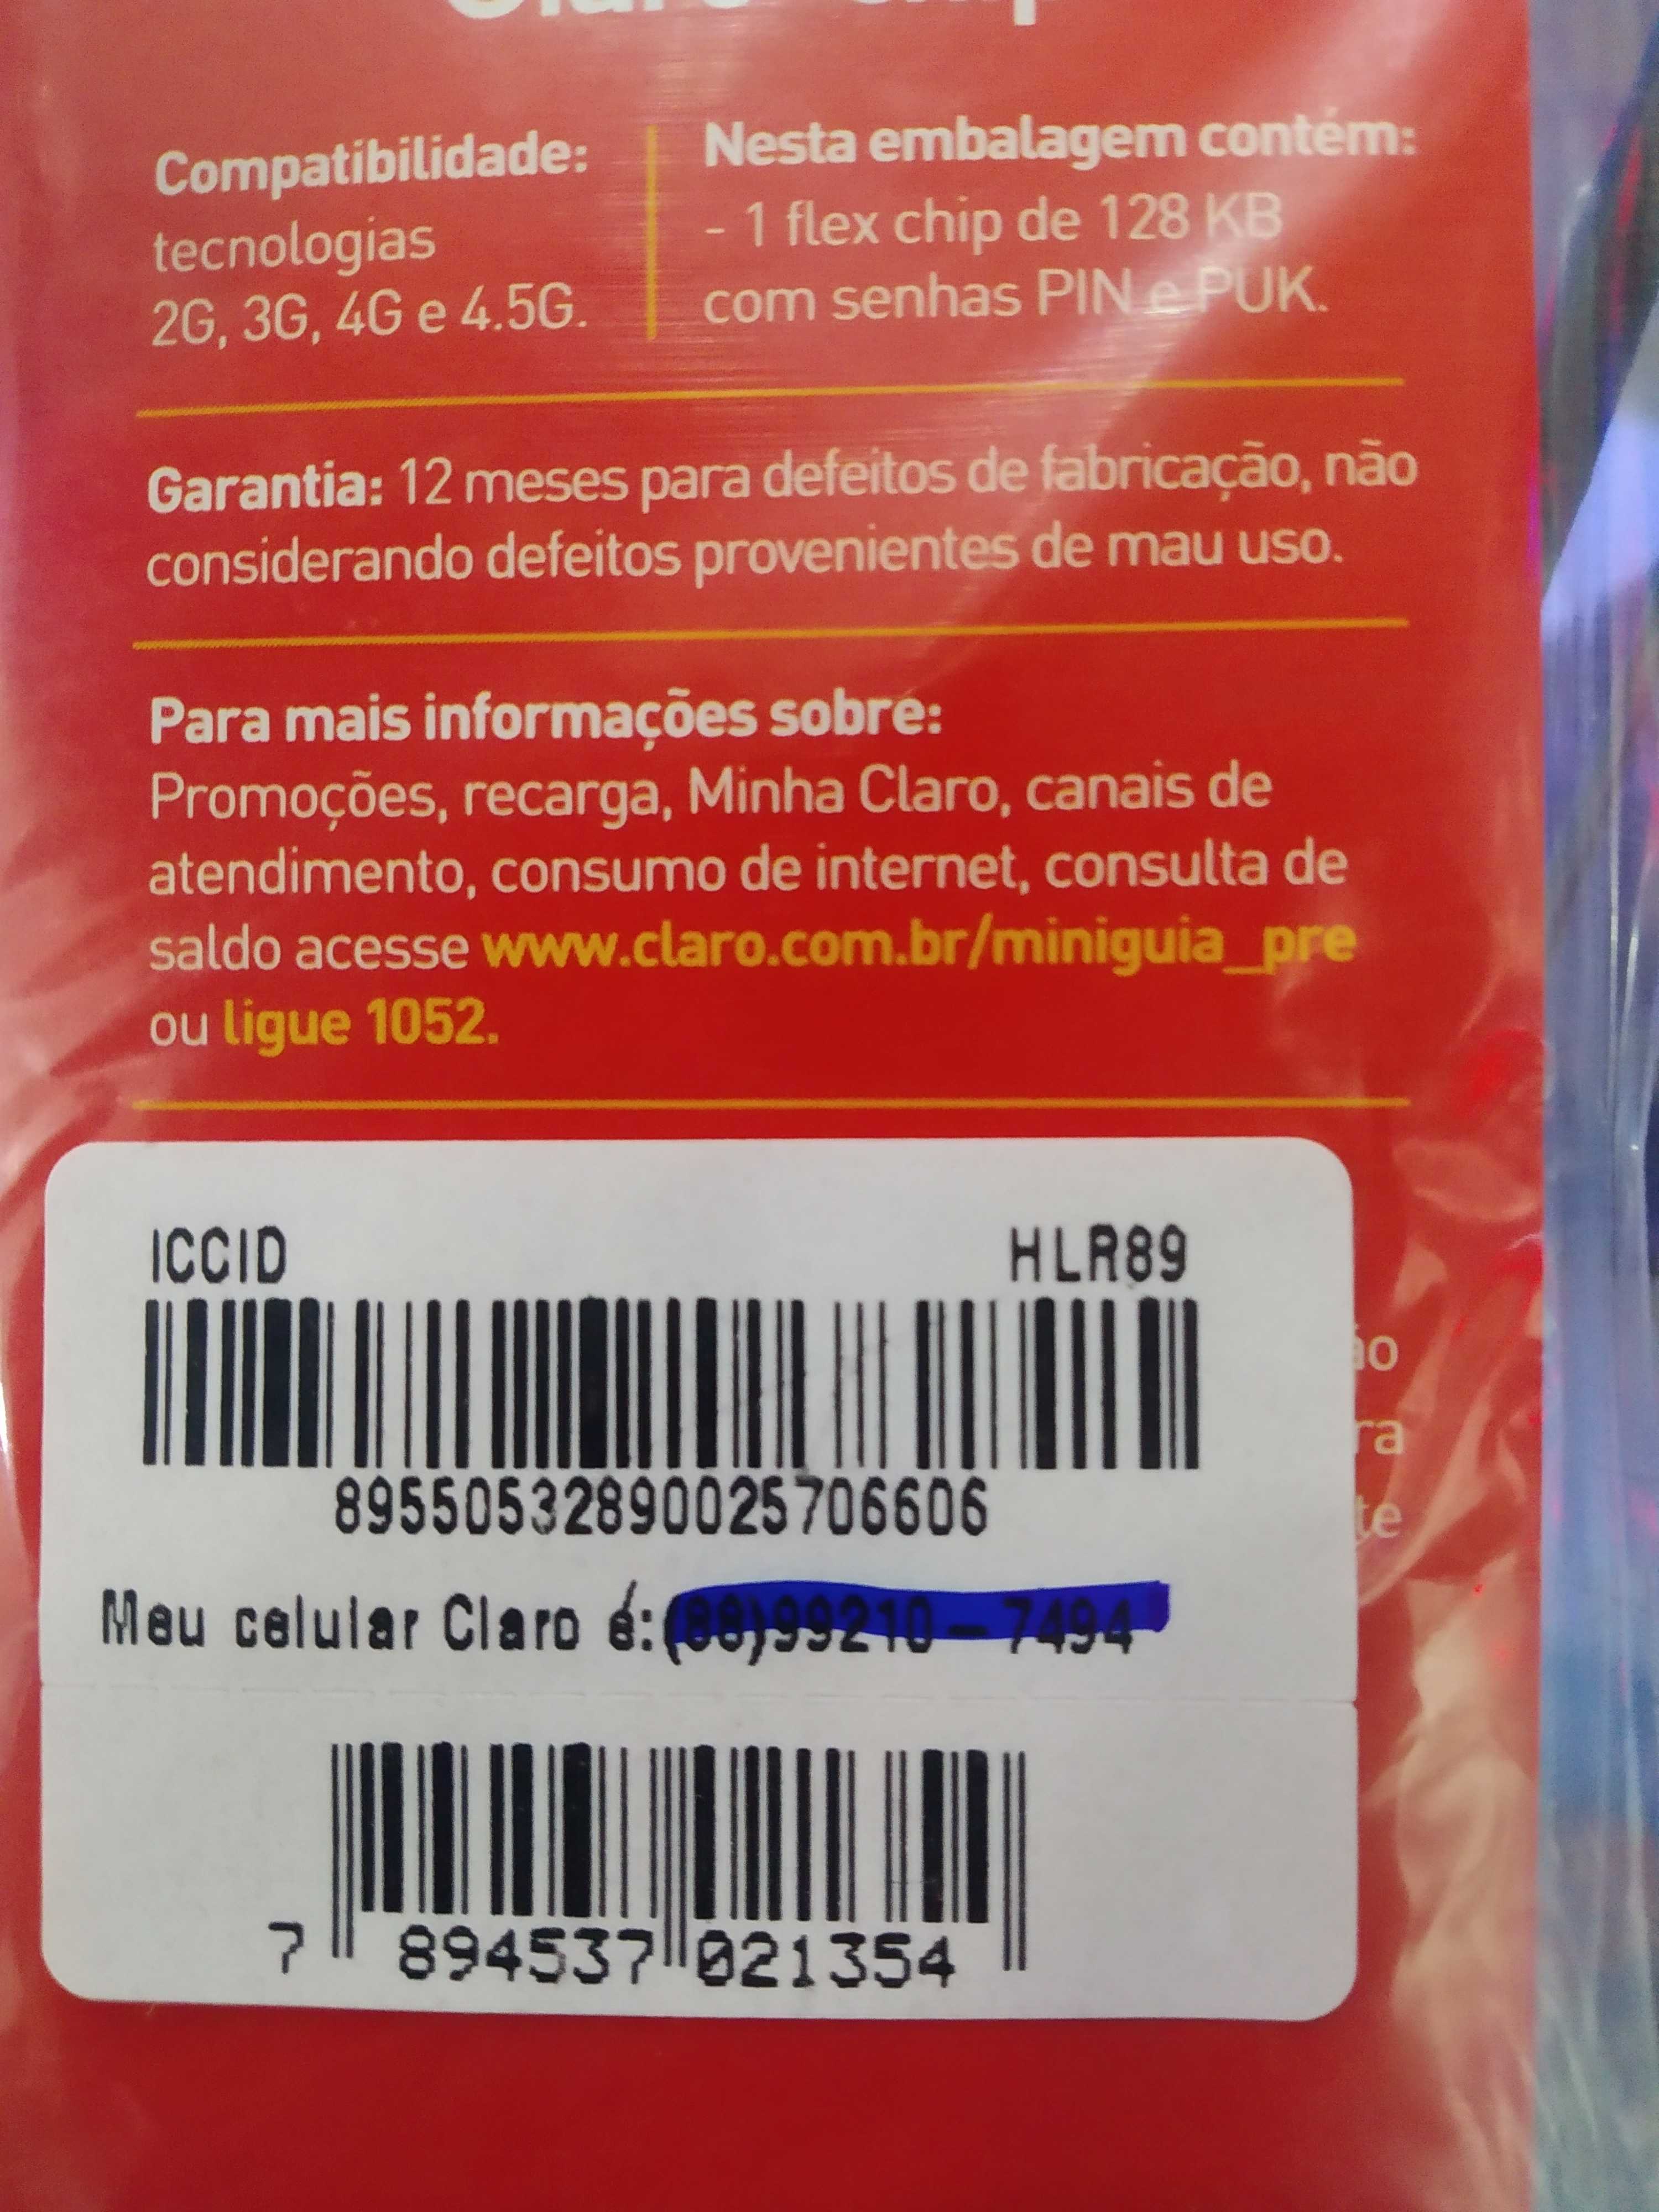 Compatibilidade:
tecnologias
2G, 3G, 4G e 4.5G.
Nesta embalagem contém:
- 1 flex chip de 128 KB
com senhas PIN e PUK.
Garantia: 12 meses para defeitos de fabricação, não
considerando defeitos provenientes de mau uso.
Para mais informações sobre:
Promoções, recarga, Minha Claro, canais de
atendimento, consumo de internet, consulta de
saldo acesse www.claro.com.br/miniguia_pre
ou ligue 1052.
ICCID HLR89
89550532890025706606
Meu celular Claro é:
7 894537 021354